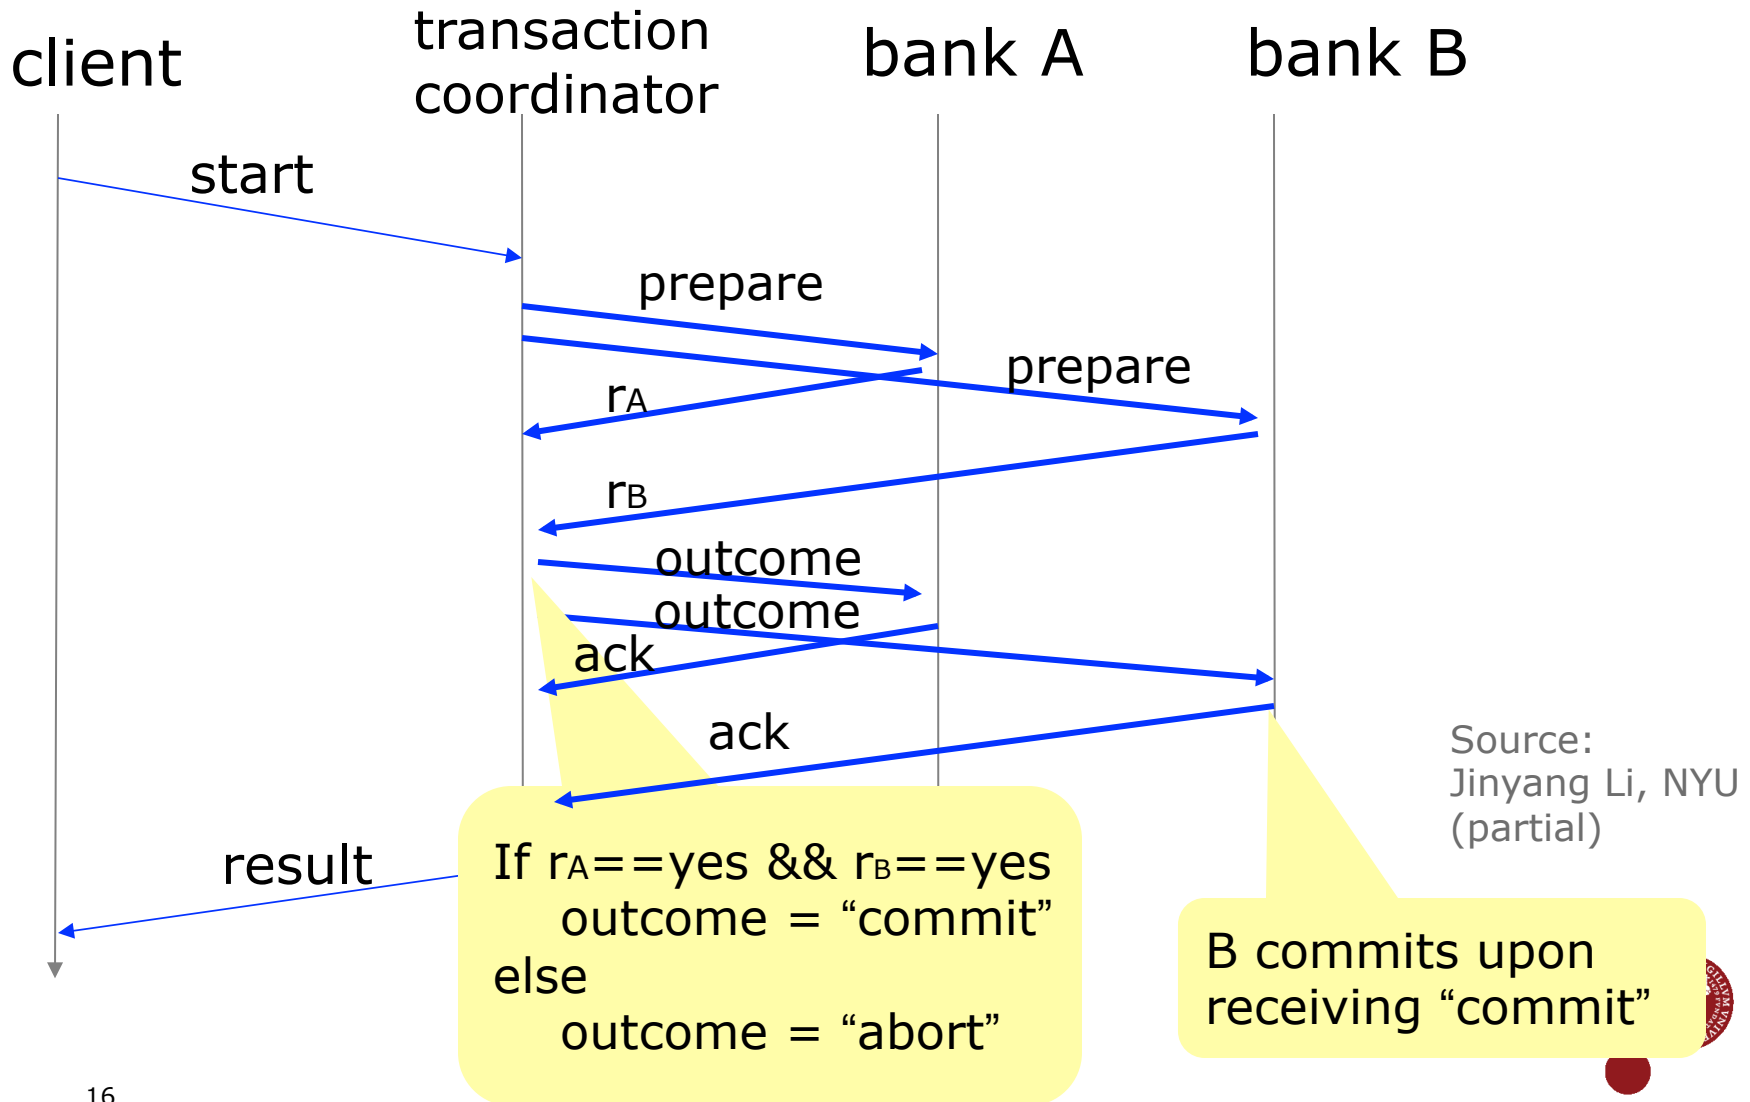 client
transaction
coordinator
bank A
bank B
start
prepare
prepare
rA
rB
outcome
outcome
ack
ack
Source:
Jinyang Li, NYU
(partial)
result
If rA==yes && rB==yes
outcome = “commit”
else
outcome = “abort”
B commits upon
receiving “commit”
16